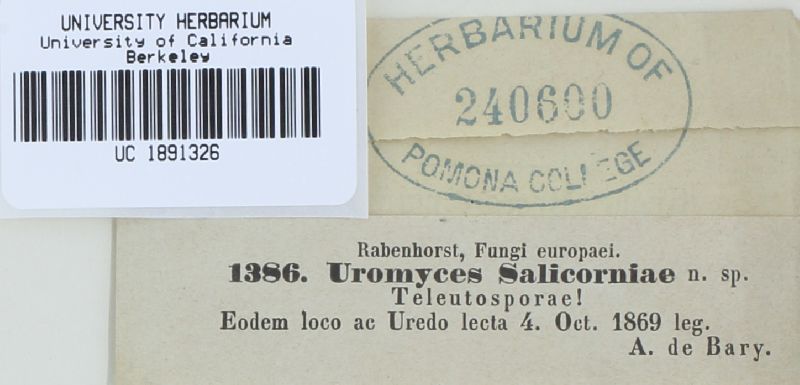 UNIVERSITY HERBARIUM
University of California
Berkeley
UC 1891326
HERBARIUM OF
240600
POMONA COLLEGE
Rabenhorst, Fungi europaei.
1386. Uromyces Salicorniae n. sp.
Teleutosporae!
Eodem loco ac Uredo lecta 4. Oct. 1869 leg.
A. de Bary.